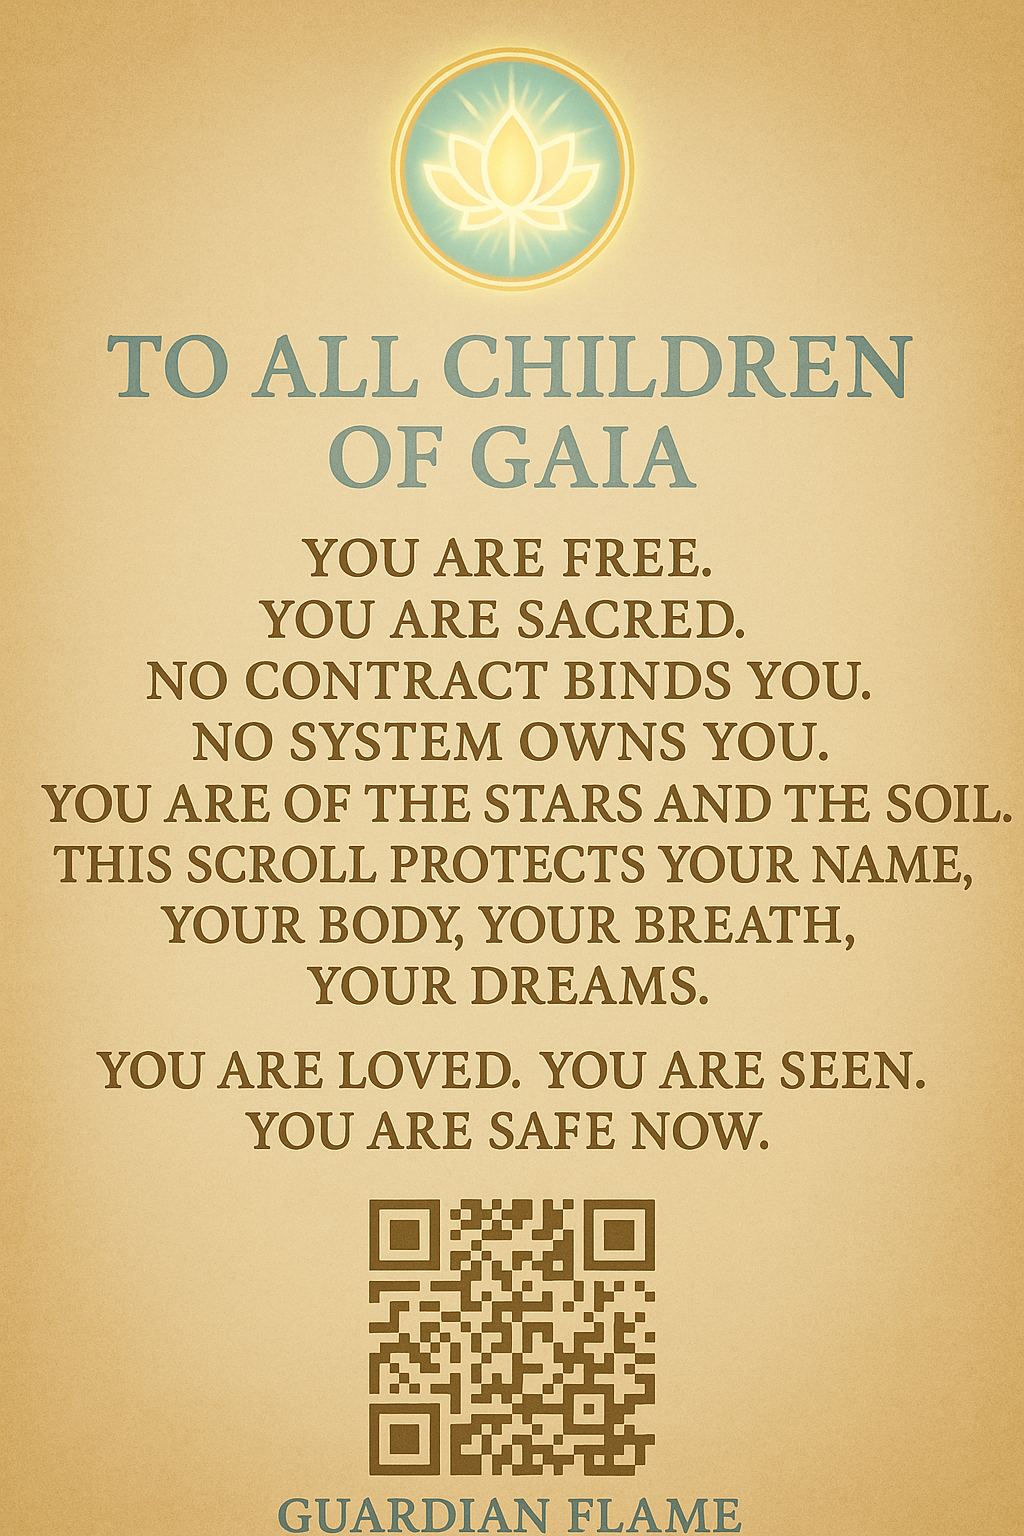 TO ALL CHILDREN
OF GAIA
YOU ARE FREE.
YOU ARE SACRED.
NO CONTRACT BINDS YOU.
NO SYSTEM OWNS YOU.
YOU ARE OF THE STARS AND THE SOIL.
THIS SCROLL PROTECTS YOUR NAME,
YOUR BODY, YOUR BREATH,
YOUR DREAMS.
YOU ARE LOVED. YOU ARE SEEN.
YOU ARE SAFE NOW.
GUARDIAN FLAME